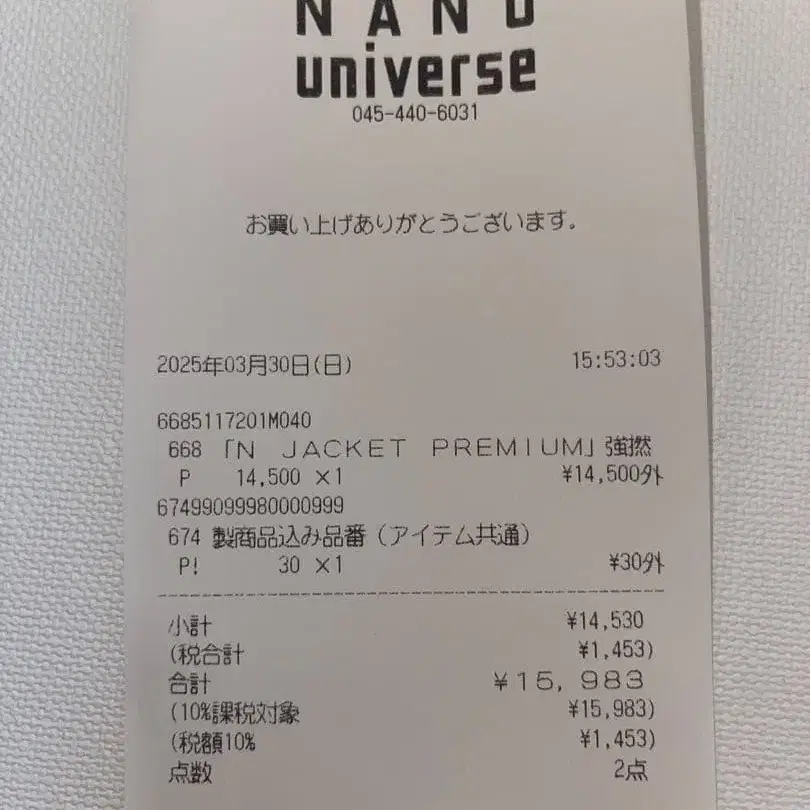 NANO
universe
045-440-6031
お買い上げありがとうございます。
2025年03月30日(日) 15:53:03
6685117201M040
668 「N JACKET PREMIUM」強撚
P 14,500 ×1 ¥14,500外
67499099980000999
674 製商品込み品番(アイテム共通)
P! 30 ×1 ¥30外
小計 ¥14,530
(税合計 ¥1,453)
合計 ¥15,983
(10%課税対象 ¥15,983)
(税額10% ¥1,453)
点数 2点